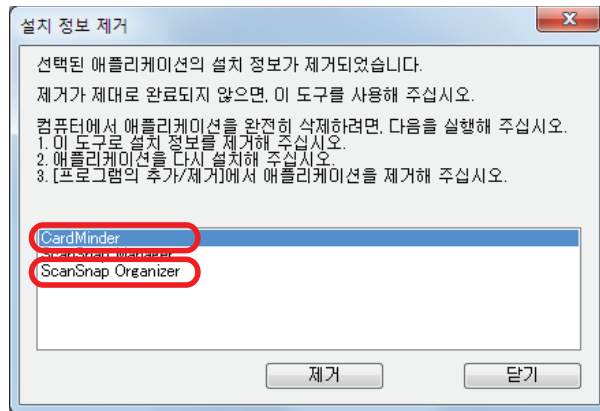 설치 정보 제거
선택된 애플리케이션의 설치 정보가 제거되었습니다.
제거가 제대로 완료되지 않으면, 이 도구를 사용해 주십시오.
컴퓨터에서 애플리케이션을 완전히 삭제하려면, 다음을 실행해 주십시오.
1. 이 도구로 설치 정보를 제거해 주십시오.
2. 애플리케이션을 다시 설치해 주십시오.
3. [프로그램의 추가/제거]에서 애플리케이션을 제거해 주십시오.
CardMinder
ScanSnap Manager
ScanSnap Organizer
제거
닫기